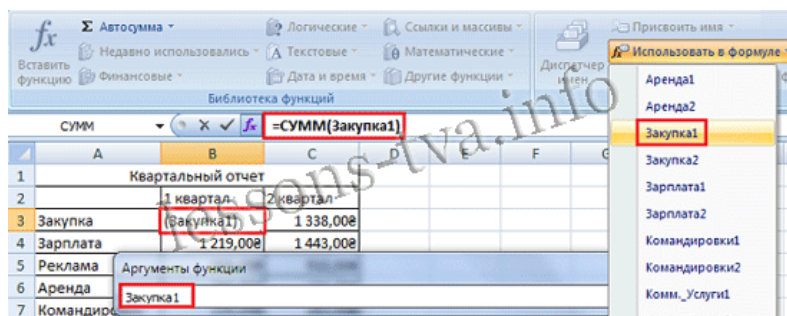 Σ Автосумма
Логические
Ссылки и массивы
Присвоить имя
fx
Недавно использовались
Текстовые
Математические
Использовать в формуле
Вставить функцию
Финансовые
Дата и время
Другие функции
Диспетчер имен
Библиотека функций
СУММ
=СУММ(Закупка1)
A B C D E F G
1 Квартальный отчет
2 1 квартал 2 квартал
3 Закупка (Закупка1) 1 338,00₴
4 Зарплата 1 219,00₴ 1 443,00₴
5 Реклама
6 Аренда
7 Командиро
Аргументы функции
Закупка1
Аренда1
Аренда2
Закупка1
Закупка2
Зарплата1
Зарплата2
Командировки1
Командировки2
Комм._Услуги1
lessons-tva.info